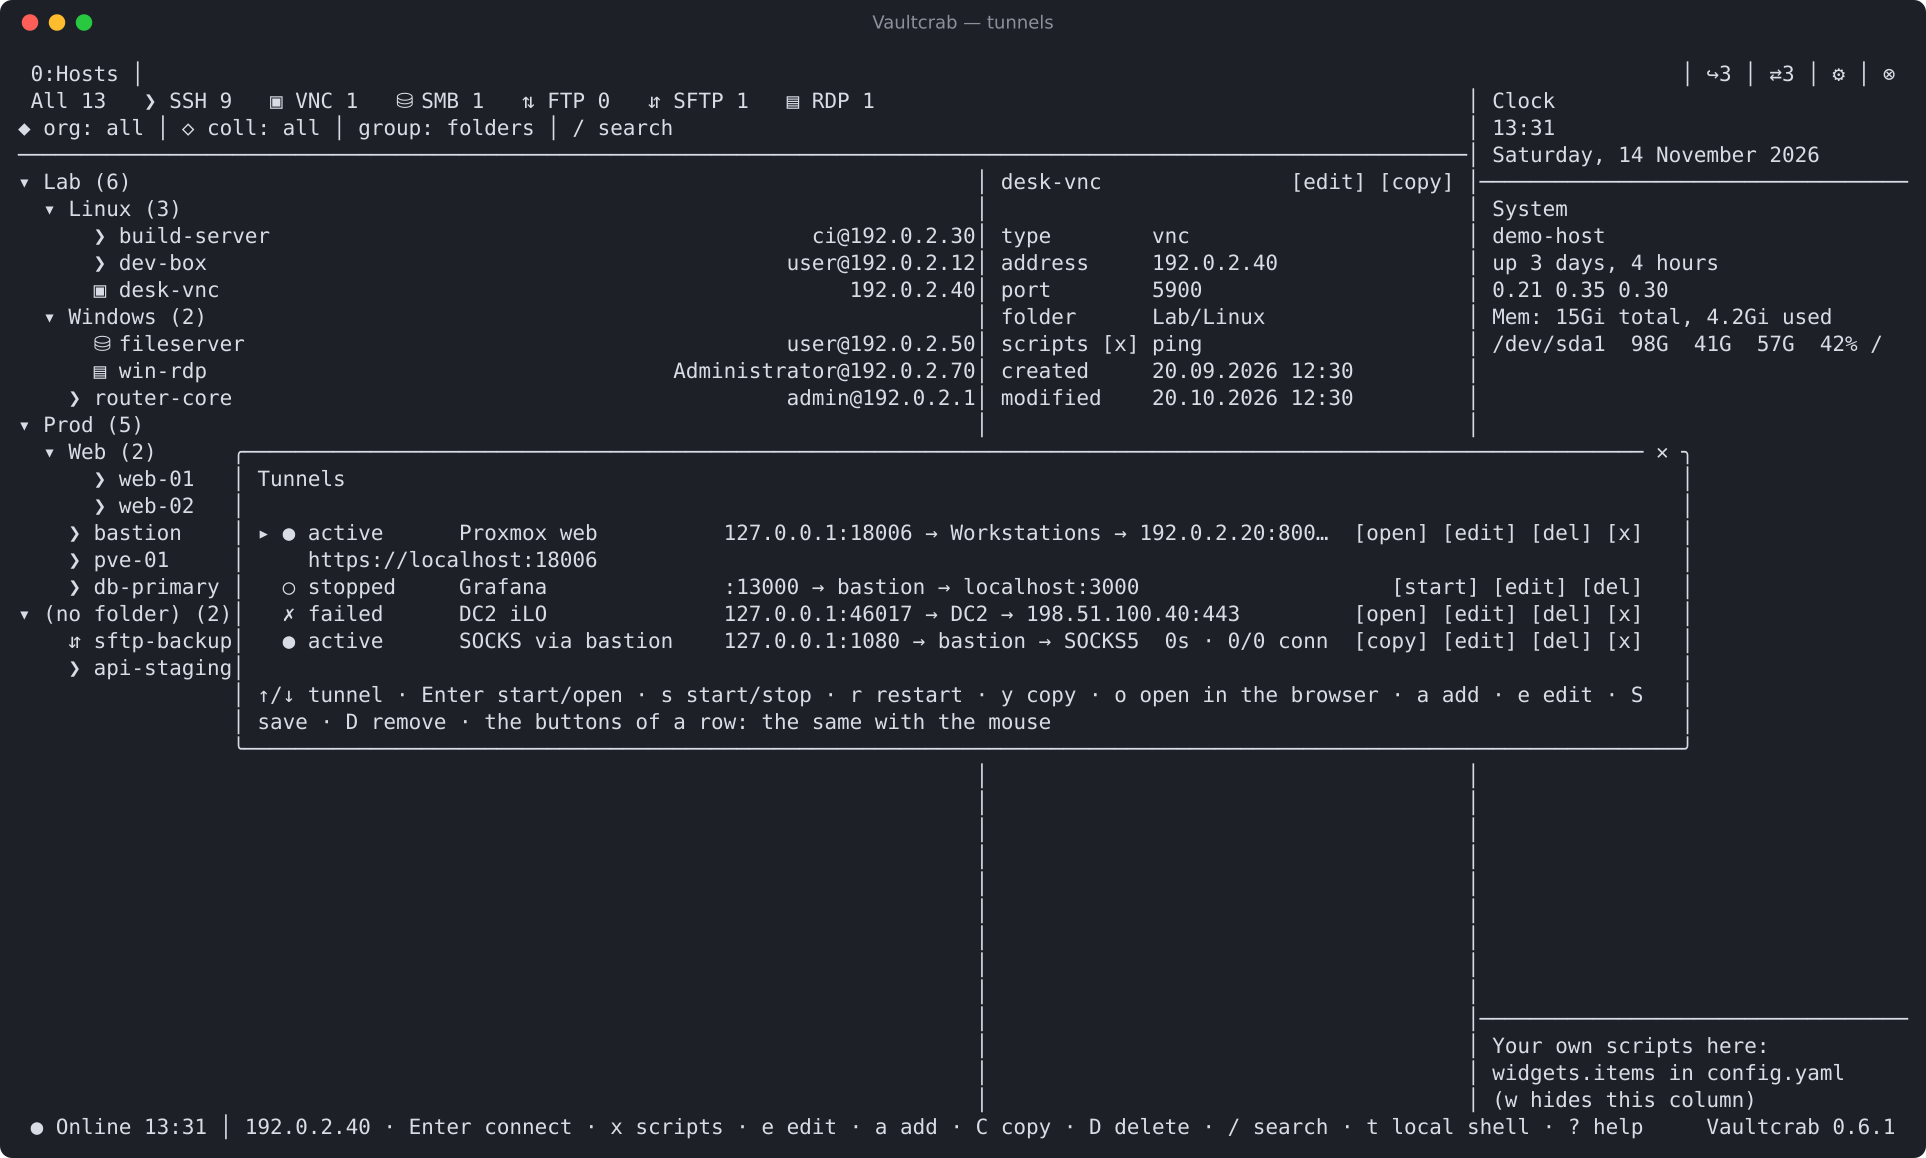 Vaultcrab — tunnels
0:Hosts │ │ ↪3 │ ⇄3 │ ⚙ │ ⊗
All 13 ❯ SSH 9 ▣ VNC 1 ⛁ SMB 1 ⇅ FTP 0 ⇵ SFTP 1 ▤ RDP 1
◆ org: all │ ◇ coll: all │ group: folders │ / search
Clock
13:31
Saturday, 14 November 2026
▾ Lab (6)
▾ Linux (3)
❯ build-server ci@192.0.2.30
❯ dev-box user@192.0.2.12
▣ desk-vnc 192.0.2.40
▾ Windows (2)
⛁ fileserver user@192.0.2.50
▤ win-rdp Administrator@192.0.2.70
❯ router-core admin@192.0.2.1
▾ Prod (5)
▾ Web (2)
❯ web-01
❯ web-02
❯ bastion
❯ pve-01
❯ db-primary
▾ (no folder) (2)
⇵ sftp-backup
❯ api-staging
desk-vnc [edit] [copy]
type vnc
address 192.0.2.40
port 5900
folder Lab/Linux
scripts [x] ping
created 20.09.2026 12:30
modified 20.10.2026 12:30
System
demo-host
up 3 days, 4 hours
0.21 0.35 0.30
Mem: 15Gi total, 4.2Gi used
/dev/sda1 98G 41G 57G 42% /
×
Tunnels
▸ ● active Proxmox web 127.0.0.1:18006 → Workstations → 192.0.2.20:800… [open] [edit] [del] [x]
https://localhost:18006
○ stopped Grafana :13000 → bastion → localhost:3000 [start] [edit] [del]
✗ failed DC2 iLO 127.0.0.1:46017 → DC2 → 198.51.100.40:443 [open] [edit] [del] [x]
● active SOCKS via bastion 127.0.0.1:1080 → bastion → SOCKS5 0s · 0/0 conn [copy] [edit] [del] [x]
↑/↓ tunnel · Enter start/open · s start/stop · r restart · y copy · o open in the browser · a add · e edit · S
save · D remove · the buttons of a row: the same with the mouse
Your own scripts here:
widgets.items in config.yaml
(w hides this column)
● Online 13:31 │ 192.0.2.40 · Enter connect · x scripts · e edit · a add · C copy · D delete · / search · t local shell · ? help Vaultcrab 0.6.1